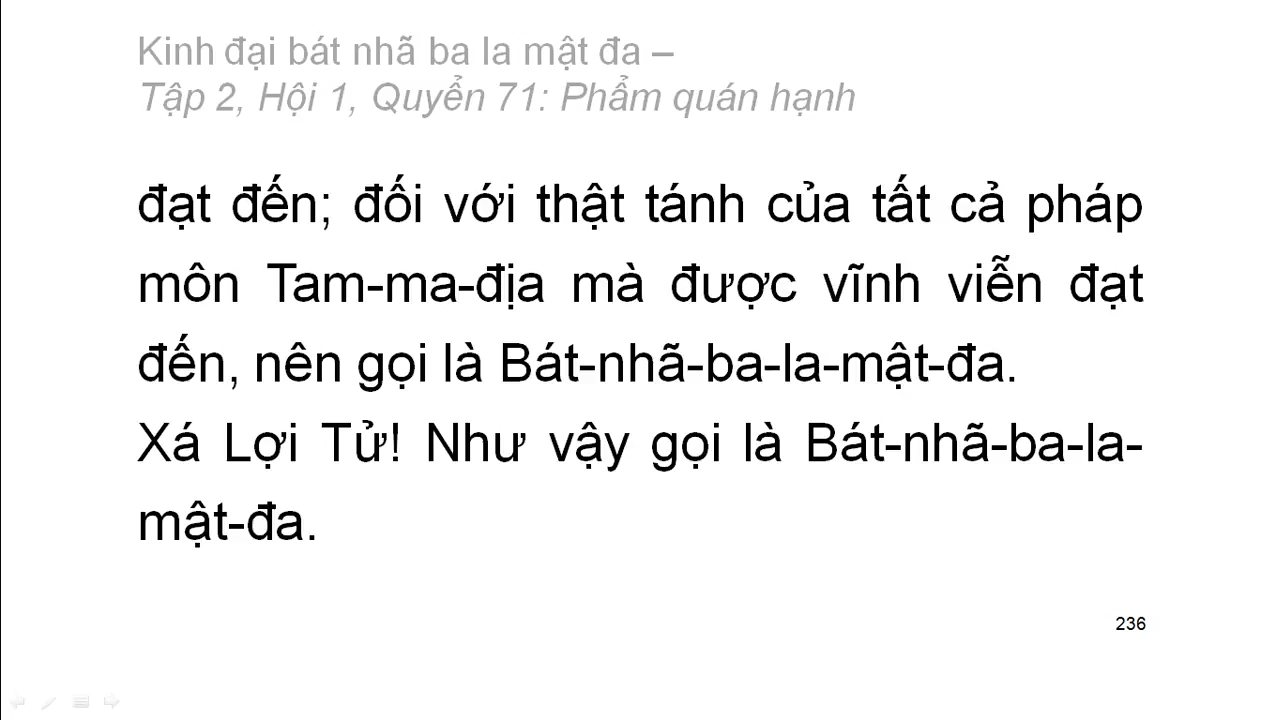 Kinh đại bát nhã ba la mật đa –
Tập 2, Hội 1, Quyển 71: Phẩm quán hạnh
đạt đến; đối với thật tánh của tất cả pháp
môn Tam-ma-địa mà được vĩnh viễn đạt
đến, nên gọi là Bát-nhã-ba-la-mật-đa.
Xá Lợi Tử! Như vậy gọi là Bát-nhã-ba-la-
mật-đa.
236